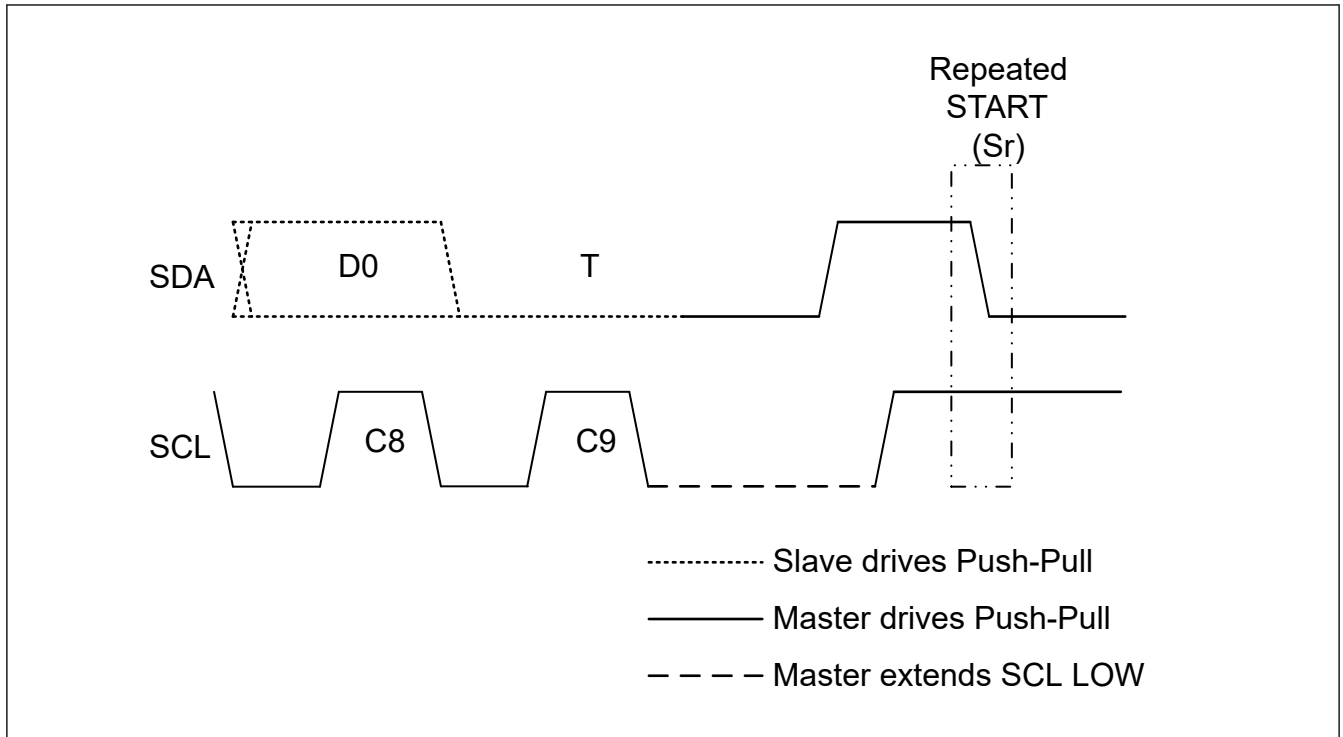 Repeated
START
(Sr)
SDA
D0
T
SCL
C8
C9
Slave drives Push-Pull
Master drives Push-Pull
Master extends SCL LOW